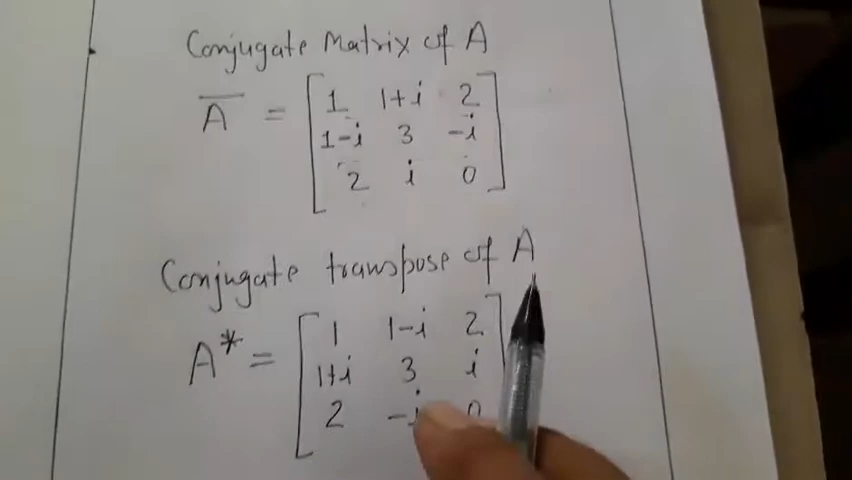 Conjugate Matrix of A
A̅ = [1 1+i 2
1-i 3 -i
2 i 0]
Conjugate transpose of A
A* = [1 1-i 2
1+i 3 i
2 -i 0]